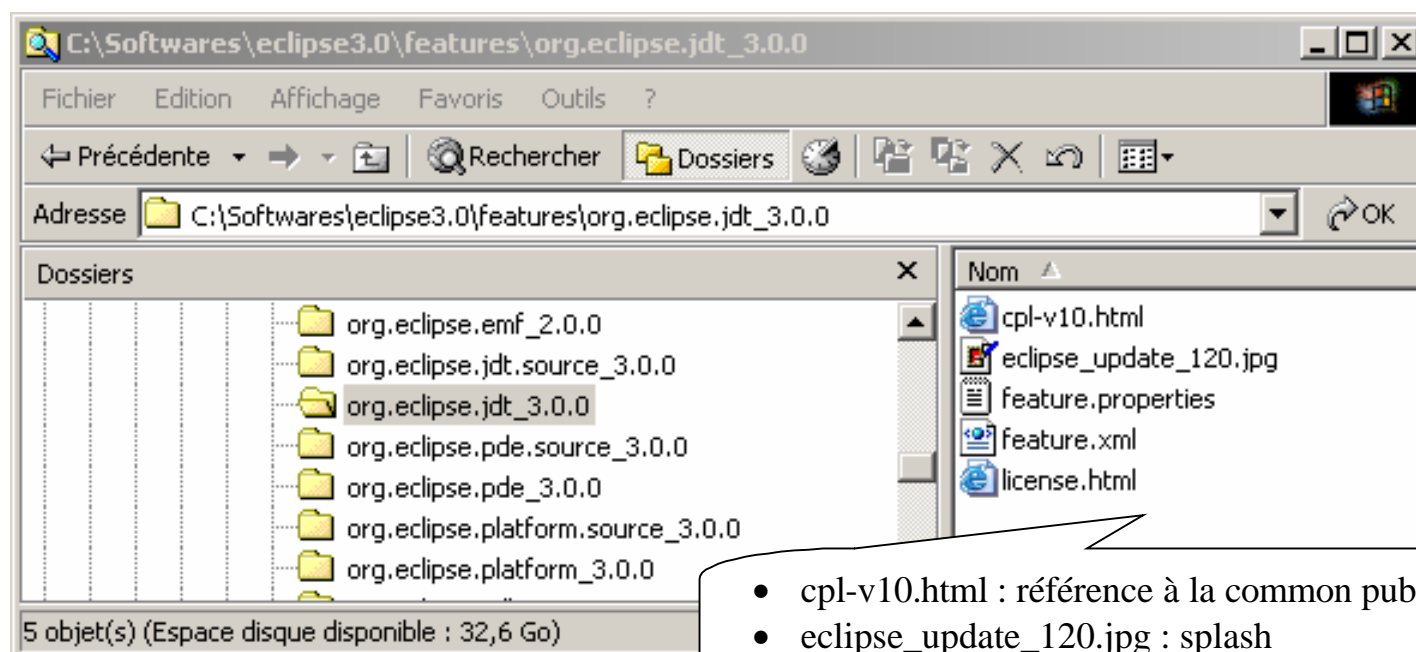 C:\Softwares\eclipse3.0\features\org.eclipse.jdt_3.0.0
Fichier Edition Affichage Favoris Outils ?
Précédente Rechercher Dossiers
Adresse C:\Softwares\eclipse3.0\features\org.eclipse.jdt_3.0.0 OK
Dossiers
org.eclipse.emf_2.0.0
org.eclipse.jdt.source_3.0.0
org.eclipse.jdt_3.0.0
org.eclipse.pde.source_3.0.0
org.eclipse.pde_3.0.0
org.eclipse.platform.source_3.0.0
org.eclipse.platform_3.0.0
Nom
cpl-v10.html
eclipse_update_120.jpg
feature.properties
feature.xml
license.html
5 objet(s) (Espace disque disponible : 32,6 Go)
• cpl-v10.html : référence à la common pub
• eclipse_update_120.jpg : splash